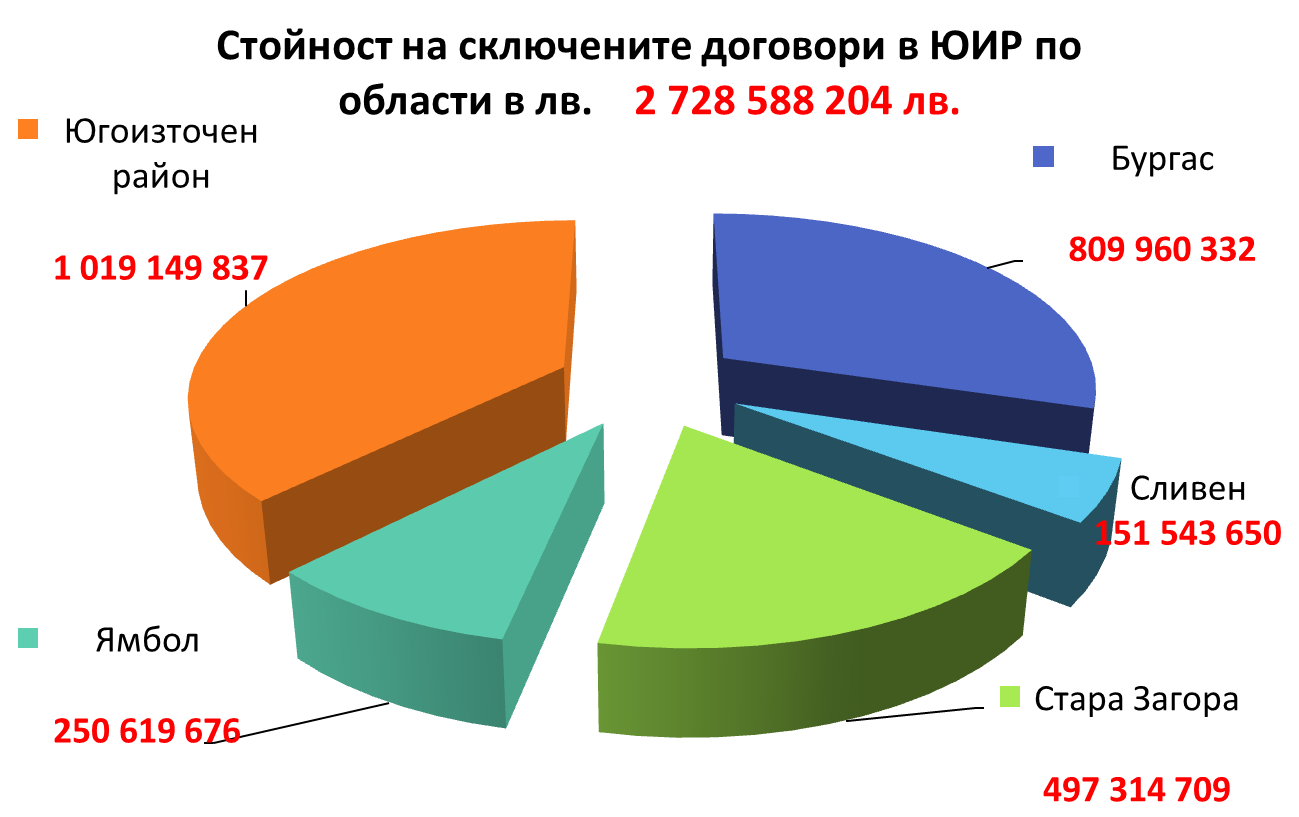 Стойност на сключените договори в ЮИР по
области в лв. 2 728 588 204 лв.
Югоизточен
район
1 019 149 837
Бургас
809 960 332
Сливен
151 543 650
Ямбол
250 619 676
Стара Загора
497 314 709